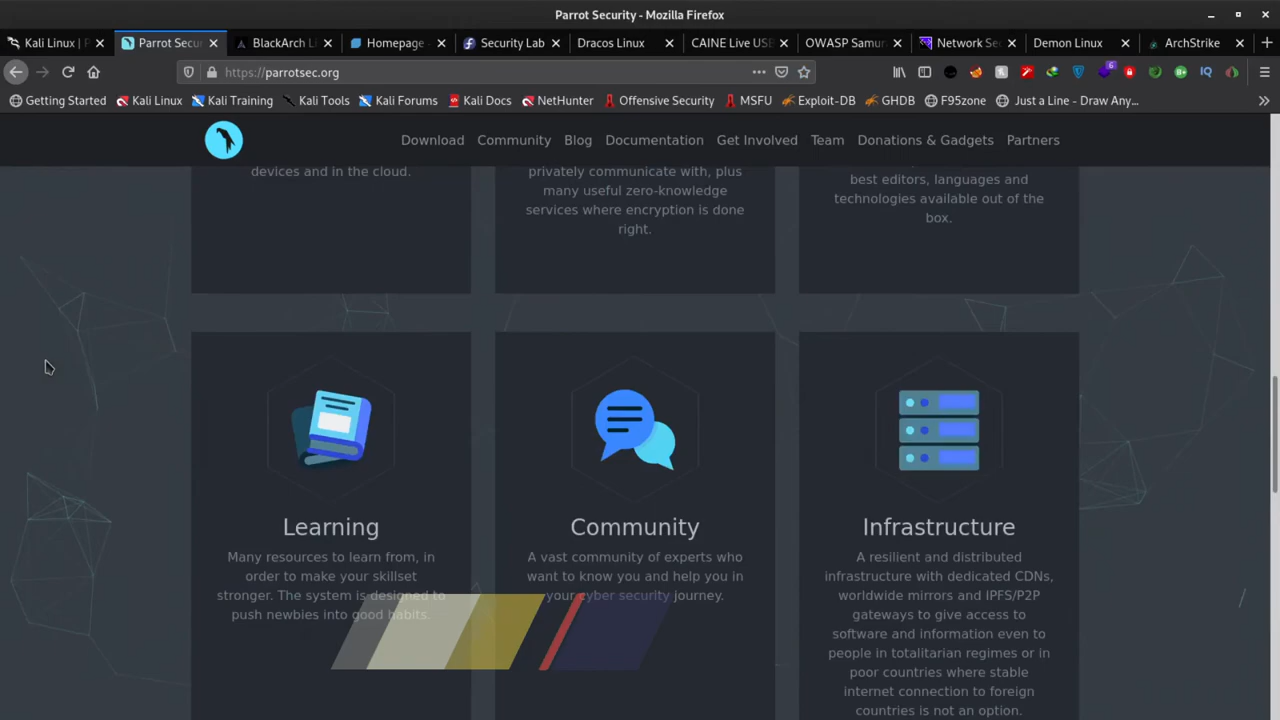 Parrot Security - Mozilla Firefox
Kali Linux | P
Parrot Secur
BlackArch Li
Homepage -
Security Lab
Dracos Linux
CAINE Live USB
OWASP Samur
Network Sec
Demon Linux
ArchStrike
https://parrotsec.org
6
IQ
Getting Started
Kali Linux
Kali Training
Kali Tools
Kali Forums
Kali Docs
NetHunter
Offensive Security
MSFU
Exploit-DB
GHDB
F95zone
Just a Line - Draw Any...
Download
Community
Blog
Documentation
Get Involved
Team
Donations & Gadgets
Partners
devices and in the cloud.
privately communicate with, plus
many useful zero-knowledge
services where encryption is done
right.
best editors, languages and
technologies available out of the
box.
Learning
Many resources to learn from, in
order to make your skillset
stronger. The system is designed to
push newbies into good habits.
Community
A vast community of experts who
want to know you and help you in
your cyber security journey.
Infrastructure
A resilient and distributed
infrastructure with dedicated CDNs,
worldwide mirrors and IPFS/P2P
gateways to give access to
software and information even to
people in totalitarian regimes or in
poor countries where stable
internet connection to foreign
countries is not an option.